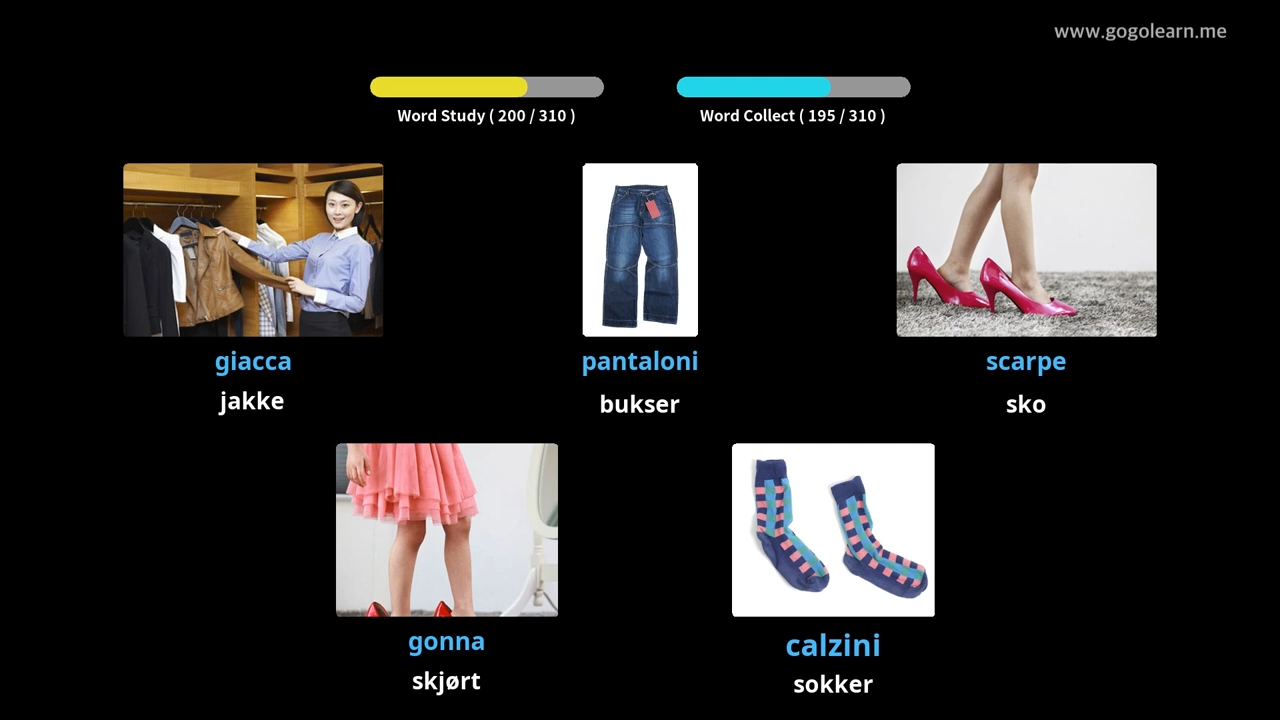 www.gogolearn.me
Word Study ( 200 / 310 )
Word Collect ( 195 / 310 )
giacca
jakke
pantaloni
bukser
scarpe
sko
gonna
skjørt
calzini
sokker